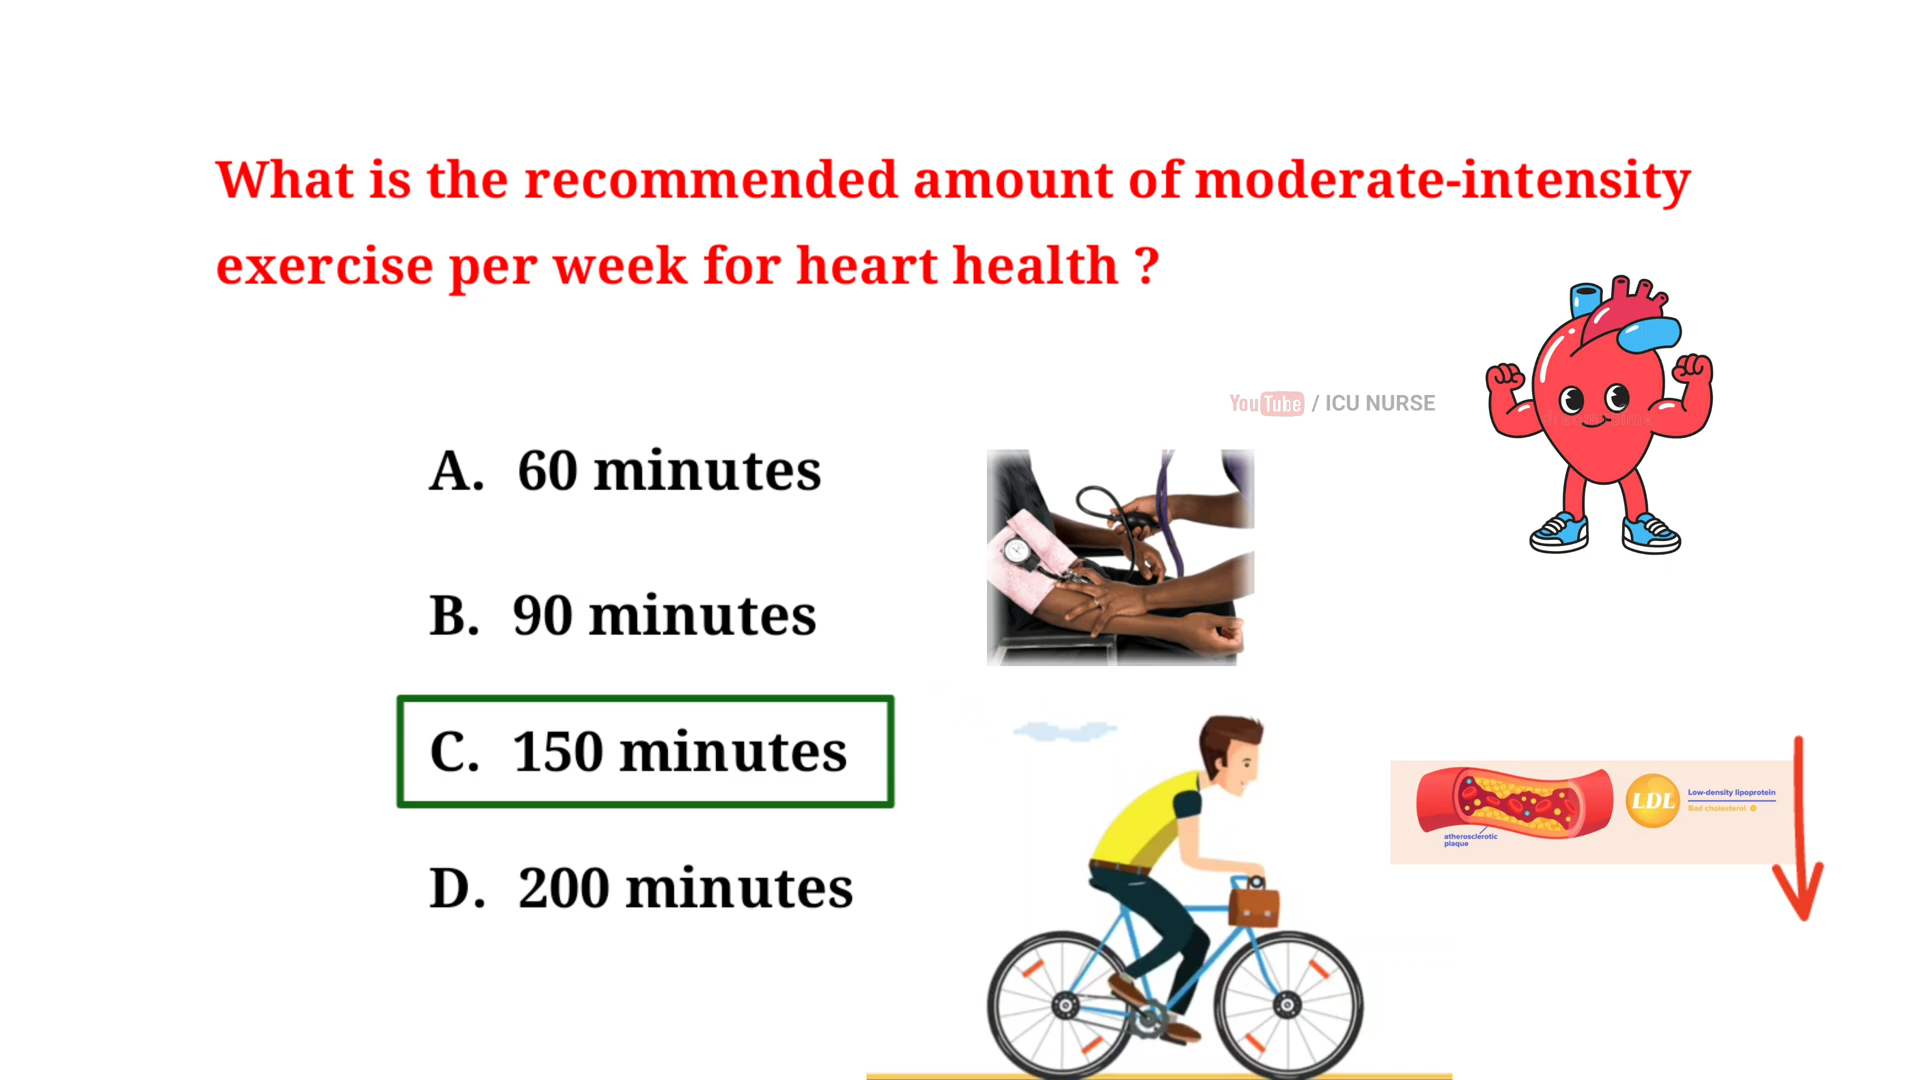 What is the recommended amount of moderate-intensity
exercise per week for heart health ?
YouTube / ICU NURSE
A. 60 minutes
B. 90 minutes
C. 150 minutes
D. 200 minutes
LDL
Low-density lipoprotein
Bad cholesterol
atherosclerotic
plaque